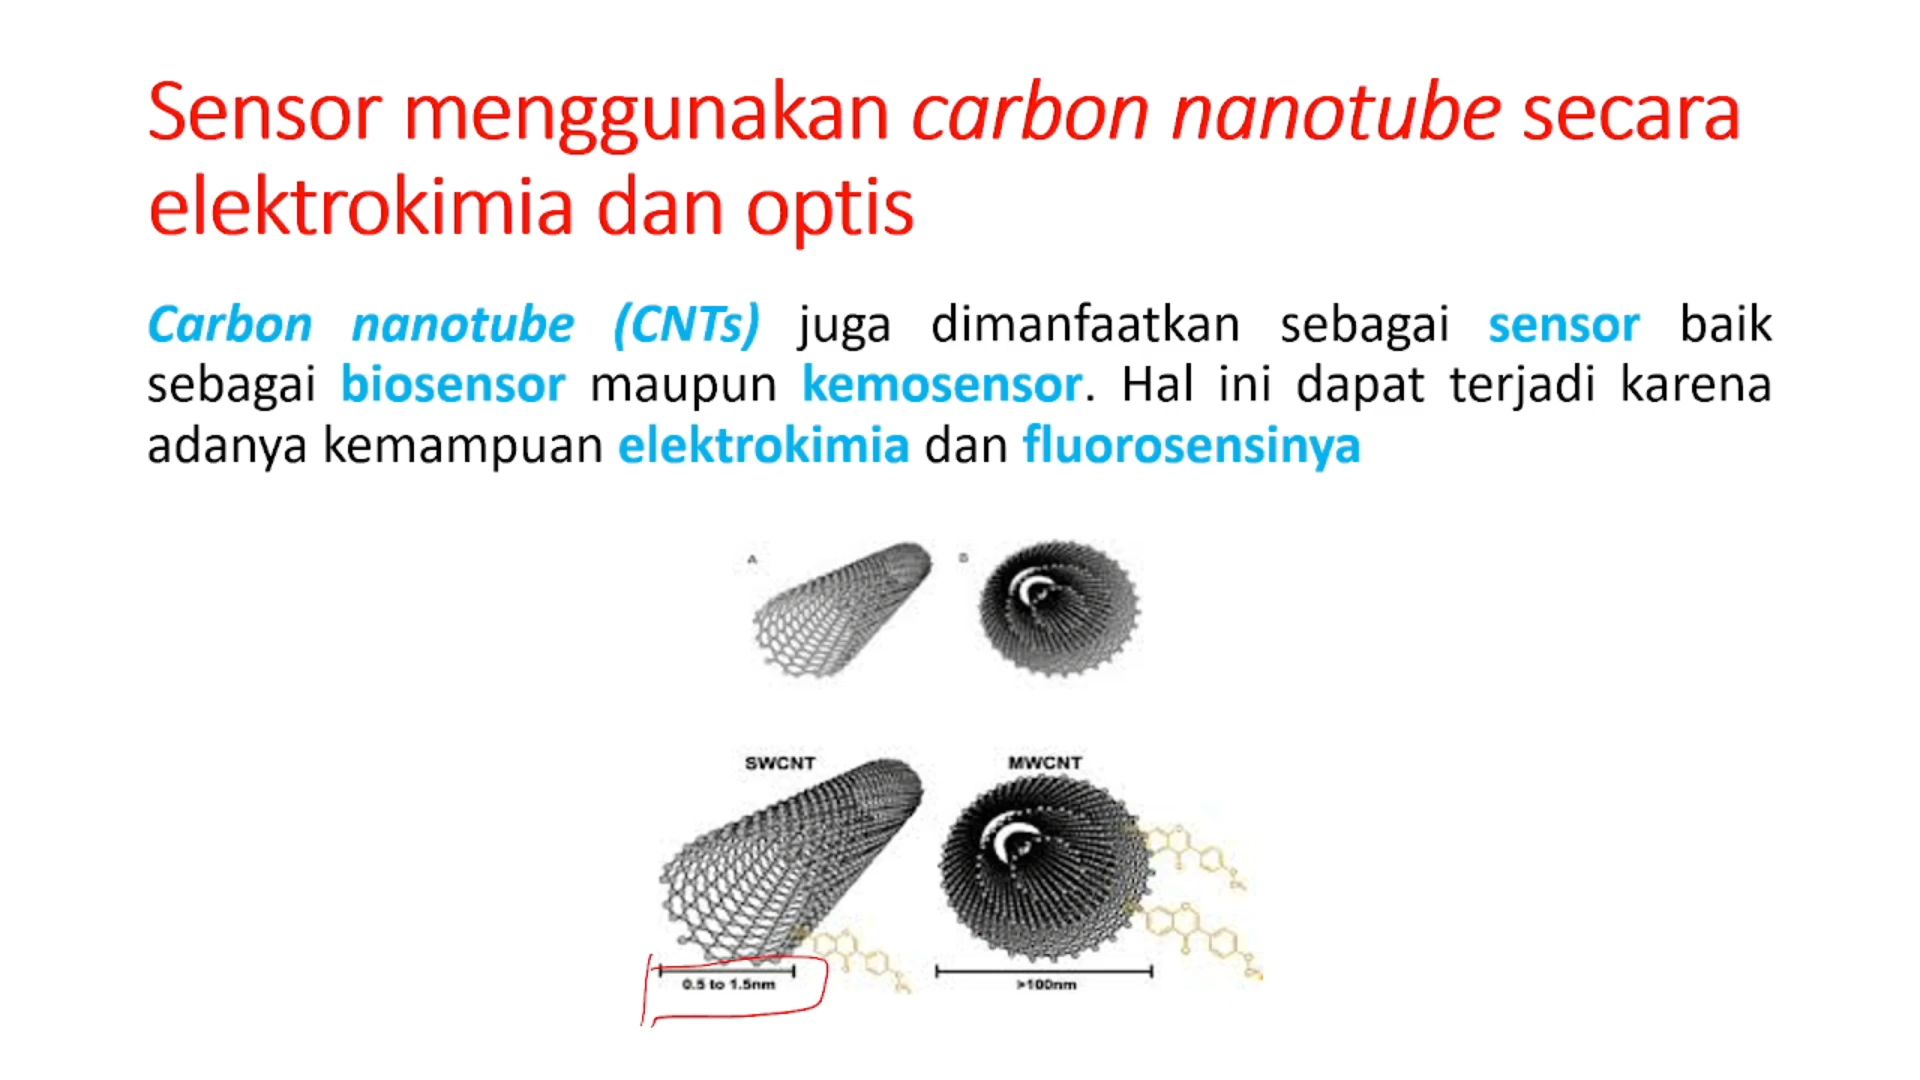 Sensor menggunakan carbon nanotube secara
elektrokimia dan optis
Carbon nanotube (CNTs) juga dimanfaatkan sebagai sensor baik
sebagai biosensor maupun kemosensor. Hal ini dapat terjadi karena
adanya kemampuan elektrokimia dan fluorosensinya
A B
SWCNT MWCNT
0.5 to 1.5nm >100nm